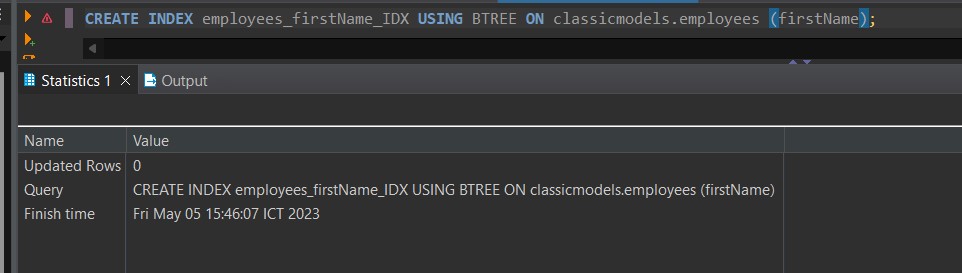 CREATE INDEX employees_firstName_IDX USING BTREE ON classicmodels.employees (firstName);
Statistics 1 Output
Name Value
Updated Rows 0
Query CREATE INDEX employees_firstName_IDX USING BTREE ON classicmodels.employees (firstName)
Finish time Fri May 05 15:46:07 ICT 2023